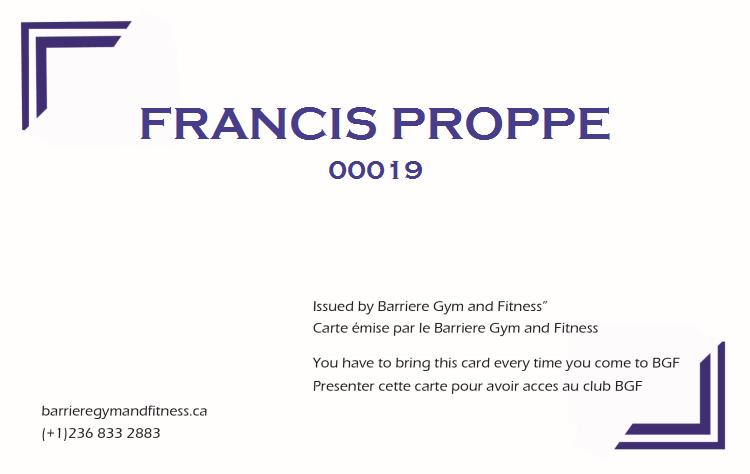 FRANCIS PROPPE
00019
Issued by Barriere Gym and Fitness”
Carte émise par le Barriere Gym and Fitness
You have to bring this card every time you come to BGF
Presenter cette carte pour avoir acces au club BGF
barrieregymandfitness.ca
(+1)236 833 2883